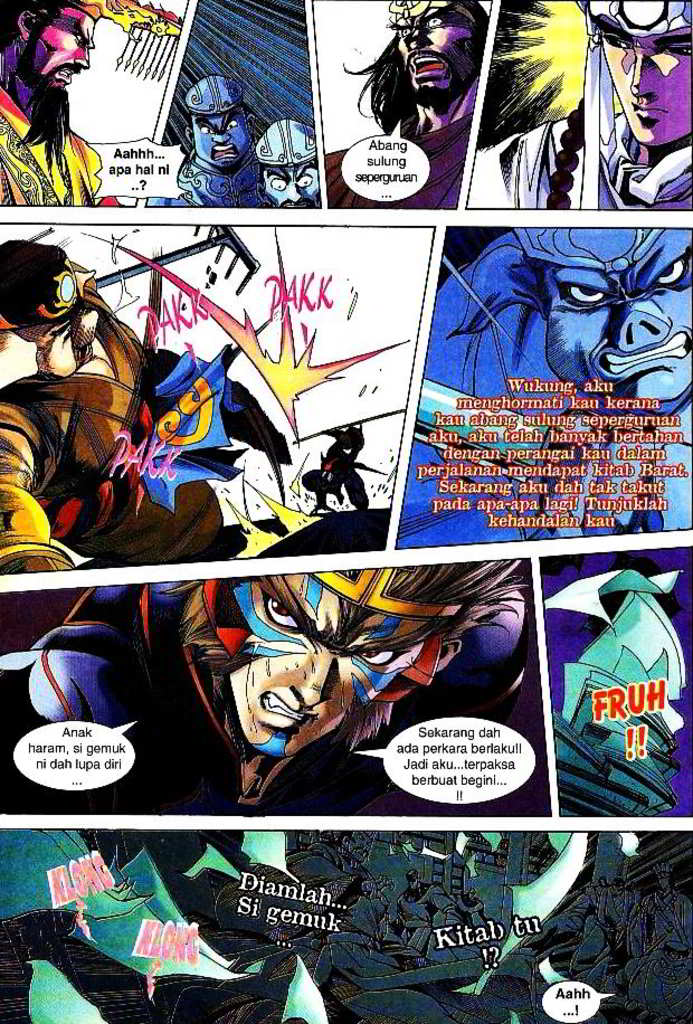 Aahhh...
apa hal ni
..?
Abang
sulung
seperguruan
...
PAKK
PAKK
PAKK
Wukung, aku
menghormati kau kerana
kau abang sulung seperguruan
aku, aku telah banyak bertahan
dengan perangai kau dalam
perjalanan mendapat kitab Barat.
Sekarang aku dah tak takut
pada apa-apa lagi! Tunjuklah
kehandalan kau
Anak
haram, si gemuk
ni dah lupa diri
...
Sekarang dah
ada perkara berlaku!!
Jadi aku...terpaksa
berbuat begini...
!!
FRUH
!!
KLONG
KLONG
Diamlah...
Si gemuk
...
Kitab tu
!?
Aahh
...!